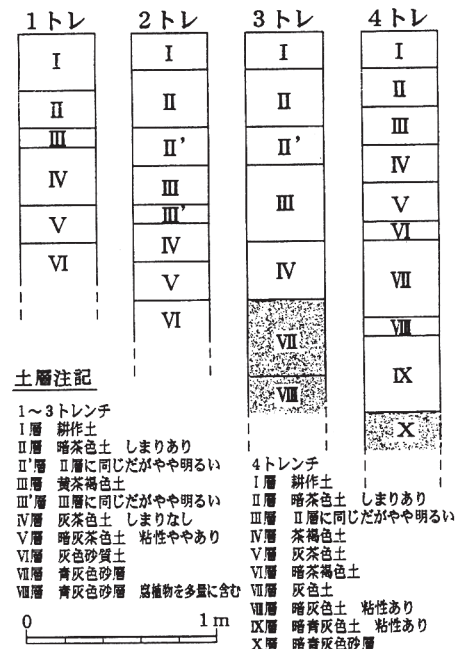 1トレ 2トレ 3トレ 4トレ
I
II
III
IV
V
VI
I
II
II'
III
III'
IV
V
VI
I
II
II'
III
IV
VII
VIII
I
II
III
IV
V
VI
VII
VIII
IX
X
土層注記
1～3トレンチ
I層 耕作土
II層 暗茶色土 しまりあり
II'層 II層に同じだがやや明るい
III層 黄茶褐色土
III'層 III層に同じだがやや明るい
IV層 灰茶色土 しまりなし
V層 暗茶灰色土 粘性ややあり
VI層 灰色砂質土
VII層 青灰色砂層
VIII層 青灰色砂層 腐植物を多量に含む
0 1m
4トレンチ
I層 耕作土
II層 暗茶色土 しまりあり
III層 II層に同じだがやや明るい
IV層 茶褐色土
V層 灰茶色土
VI層 暗茶褐色土
VII層 灰色土
VIII層 暗灰色土 粘性あり
IX層 暗青灰色土 粘性あり
X層 暗青灰色砂層